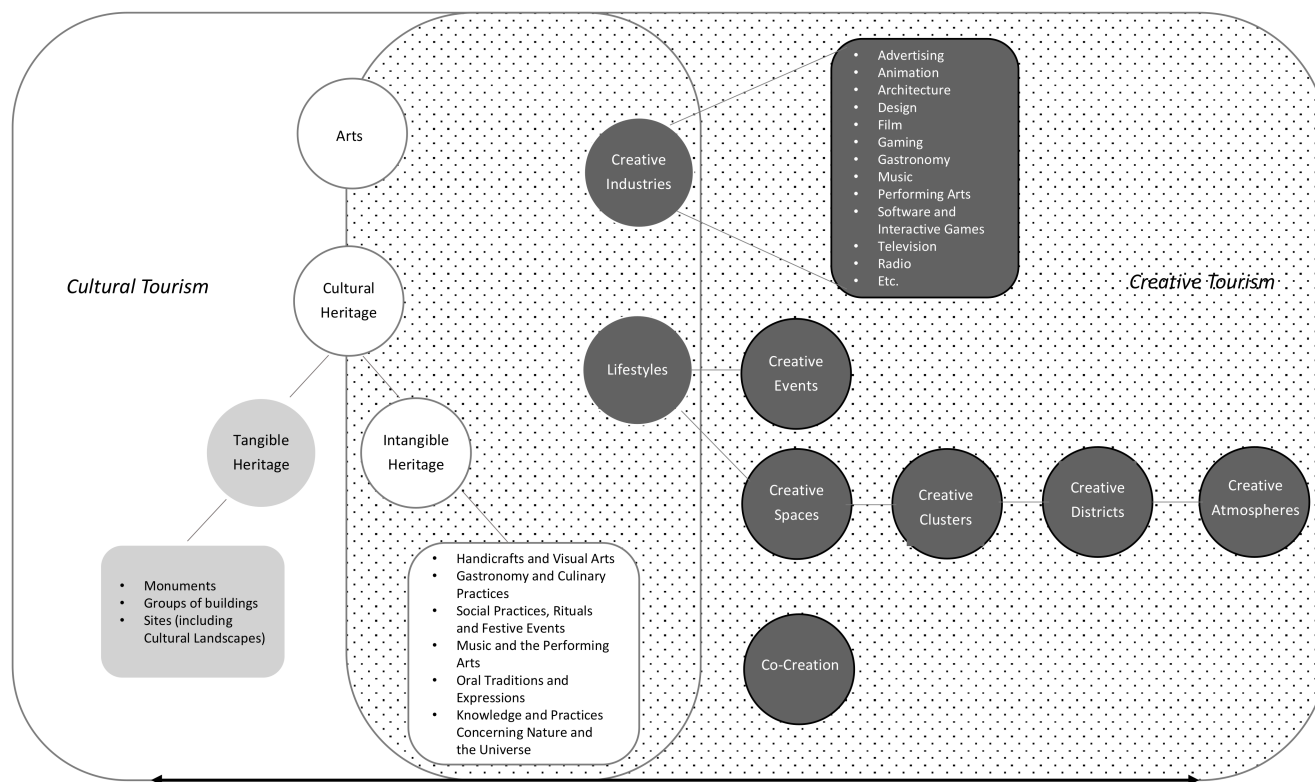 Arts
Creative
Industries
• Advertising
• Animation
• Architecture
• Design
• Film
• Gaming
• Gastronomy
• Music
• Performing Arts
• Software and
Interactive Games
• Television
• Radio
• Etc.
Cultural Tourism
Cultural
Heritage
Creative Tourism
Lifestyles
Creative
Events
Tangible
Heritage
Intangible
Heritage
Creative
Spaces
Creative
Clusters
Creative
Districts
Creative
Atmospheres
• Monuments
• Groups of buildings
• Sites (including
Cultural Landscapes)
• Handicrafts and Visual Arts
• Gastronomy and Culinary
Practices
• Social Practices, Rituals
and Festive Events
• Music and the Performing
Arts
• Oral Traditions and
Expressions
• Knowledge and Practices
Concerning Nature and
the Universe
Co-Creation